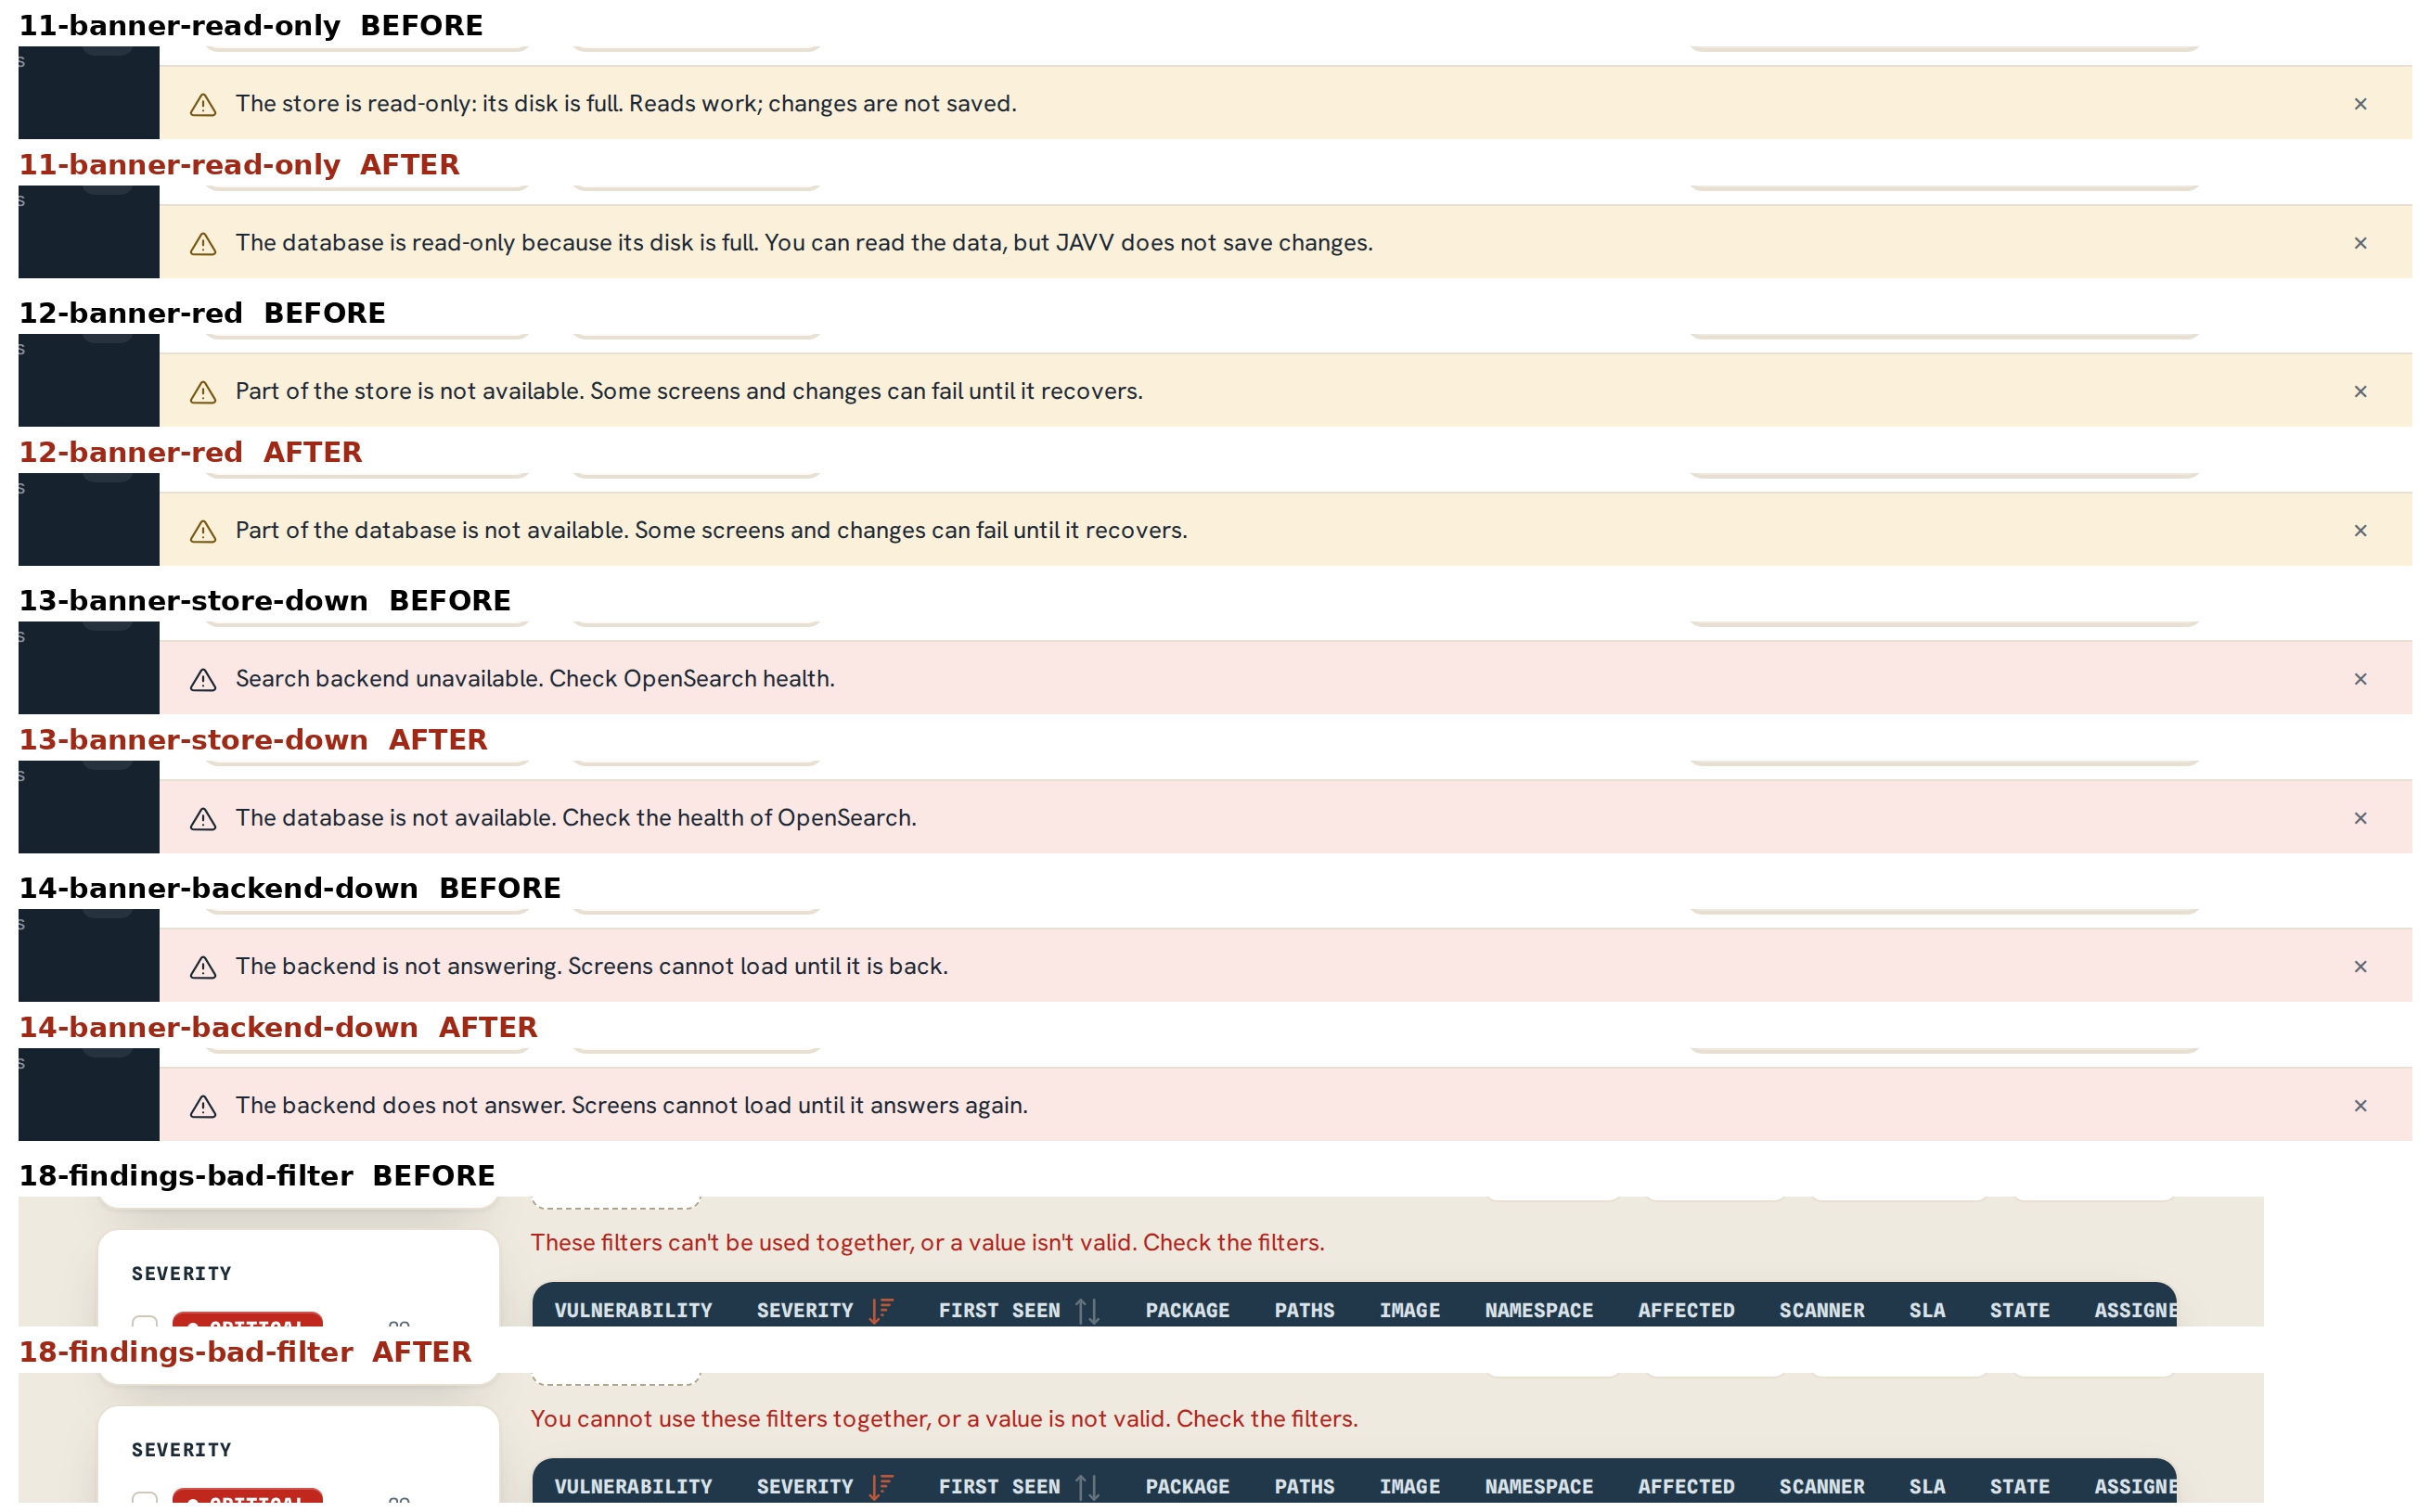 11-banner-read-only BEFORE
s
The store is read-only: its disk is full. Reads work; changes are not saved. ×
11-banner-read-only AFTER
s
The database is read-only because its disk is full. You can read the data, but JAVV does not save changes. ×
12-banner-red BEFORE
s
Part of the store is not available. Some screens and changes can fail until it recovers. ×
12-banner-red AFTER
s
Part of the database is not available. Some screens and changes can fail until it recovers. ×
13-banner-store-down BEFORE
s
Search backend unavailable. Check OpenSearch health. ×
13-banner-store-down AFTER
s
The database is not available. Check the health of OpenSearch. ×
14-banner-backend-down BEFORE
s
The backend is not answering. Screens cannot load until it is back. ×
14-banner-backend-down AFTER
s
The backend does not answer. Screens cannot load until it answers again. ×
18-findings-bad-filter BEFORE
These filters can't be used together, or a value isn't valid. Check the filters.
SEVERITY
VULNERABILITY SEVERITY FIRST SEEN PACKAGE PATHS IMAGE NAMESPACE AFFECTED SCANNER SLA STATE ASSIGNE
CRITICAL
18-findings-bad-filter AFTER
You cannot use these filters together, or a value is not valid. Check the filters.
SEVERITY
VULNERABILITY SEVERITY FIRST SEEN PACKAGE PATHS IMAGE NAMESPACE AFFECTED SCANNER SLA STATE ASSIGNE
CRITICAL